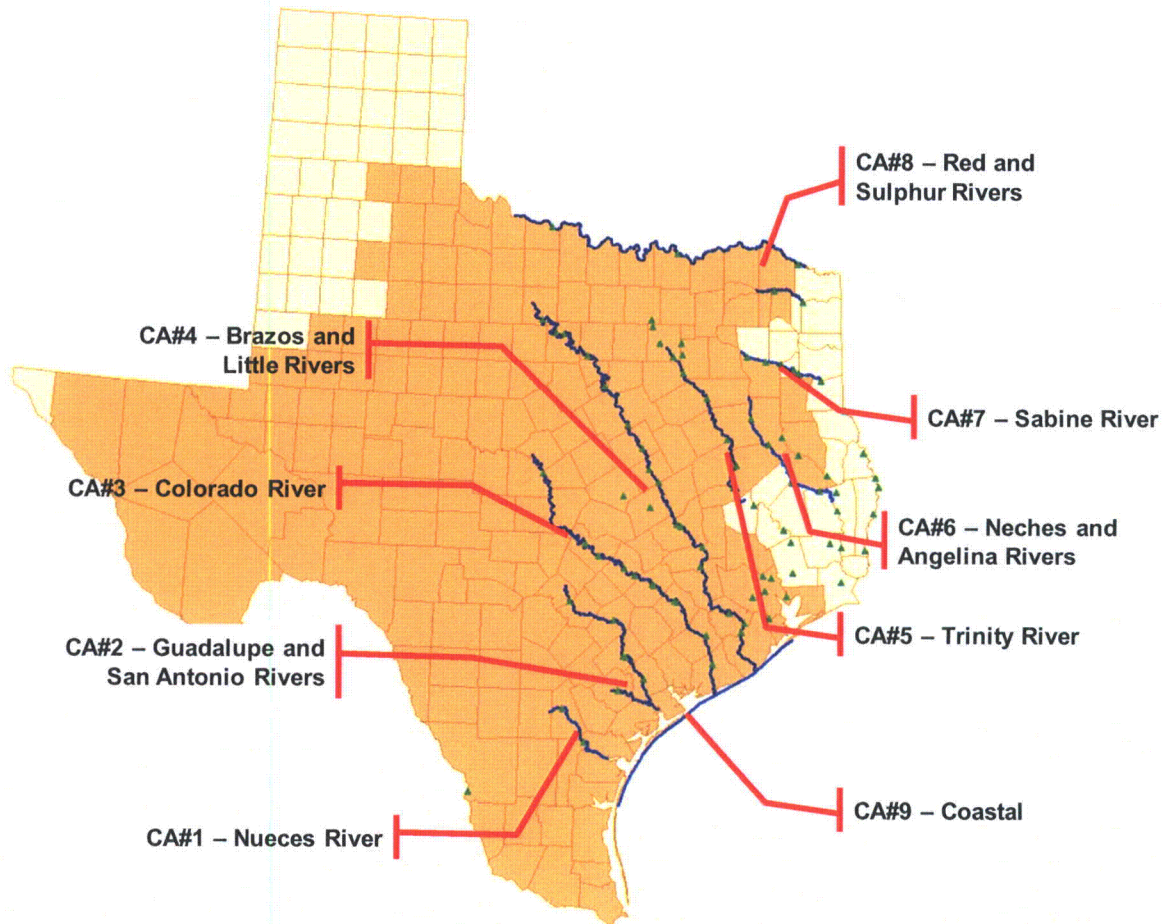 CA#8 – Red and
Sulphur Rivers
CA#4 – Brazos and
Little Rivers
CA#7 – Sabine River
CA#3 – Colorado River
CA#6 – Neches and
Angelina Rivers
CA#5 – Trinity River
CA#2 – Guadalupe and
San Antonio Rivers
CA#9 – Coastal
CA#1 – Nueces River